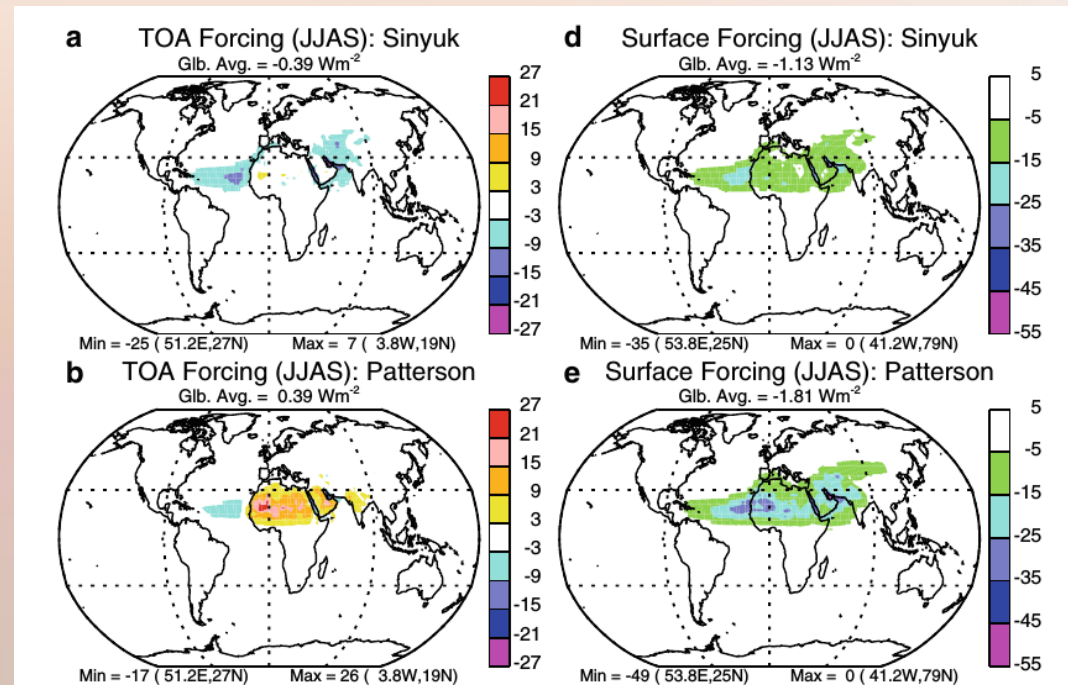 a TOA Forcing (JJAS): Sinyuk
Glb. Avg. = -0.39 Wm-2
27
21
15
9
3
-3
-9
-15
-21
-27
Min = -25 ( 51.2E,27N) Max = 7 ( 3.8W,19N)
d Surface Forcing (JJAS): Sinyuk
Glb. Avg. = -1.13 Wm-2
5
-5
-15
-25
-35
-45
-55
Min = -35 ( 53.8E,25N) Max = 0 ( 41.2W,79N)
b TOA Forcing (JJAS): Patterson
Glb. Avg. = 0.39 Wm-2
27
21
15
9
3
-3
-9
-15
-21
-27
Min = -17 ( 51.2E,27N) Max = 26 ( 3.8W,19N)
e Surface Forcing (JJAS): Patterson
Glb. Avg. = -1.81 Wm-2
5
-5
-15
-25
-35
-45
-55
Min = -49 ( 53.8E,25N) Max = 0 ( 41.2W,79N)